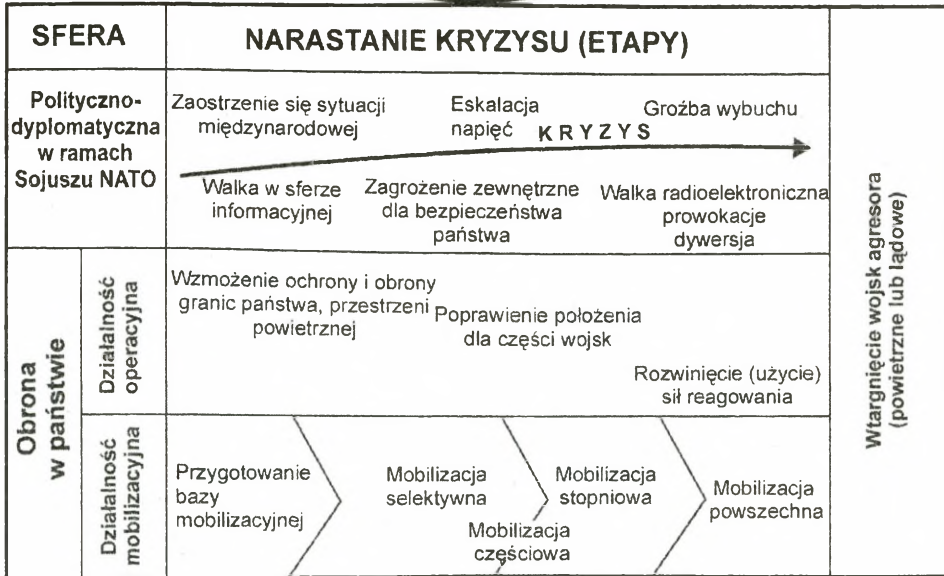 SFERA
NARASTANIE KRYZYSU (ETAPY)
Polityczno-
dyplomatyczna
w ramach
Sojuszu NATO
Zaostrzenie się sytuacji
międzynarodowej
Eskalacja
napięć
KRYZYS
Groźba wybuchu
Walka w sferze
informacyjnej
Zagrożenie zewnętrzne
dla bezpieczeństwa
państwa
Walka radioelektroniczna
prowokacje
dywersja
Obrona
w państwie
Działalność
operacyjna
Wzmożenie ochrony i obrony
granic państwa, przestrzeni
powietrznej
Poprawienie położenia
dla części wojsk
Rozwinięcie (użycie)
sił reagowania
Działalność
mobilizacyjna
Przygotowanie
bazy
mobilizacyjnej
Mobilizacja
selektywna
Mobilizacja
częściowa
Mobilizacja
stopniowa
Mobilizacja
powszechna
Wtargnięcie wojsk agresora
(powietrzne lub lądowe)